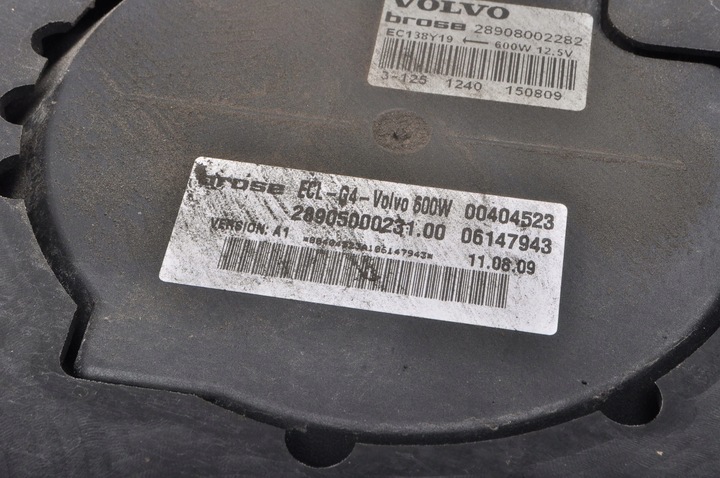 VOLVO
brose 28908002282
EC138Y19 ← 600W 12.5V
3-125 1240 150809
brose ECL-G4-Volvo 600W 00404523
28905000231.00 06147943
VERSION: A1 11.08.09